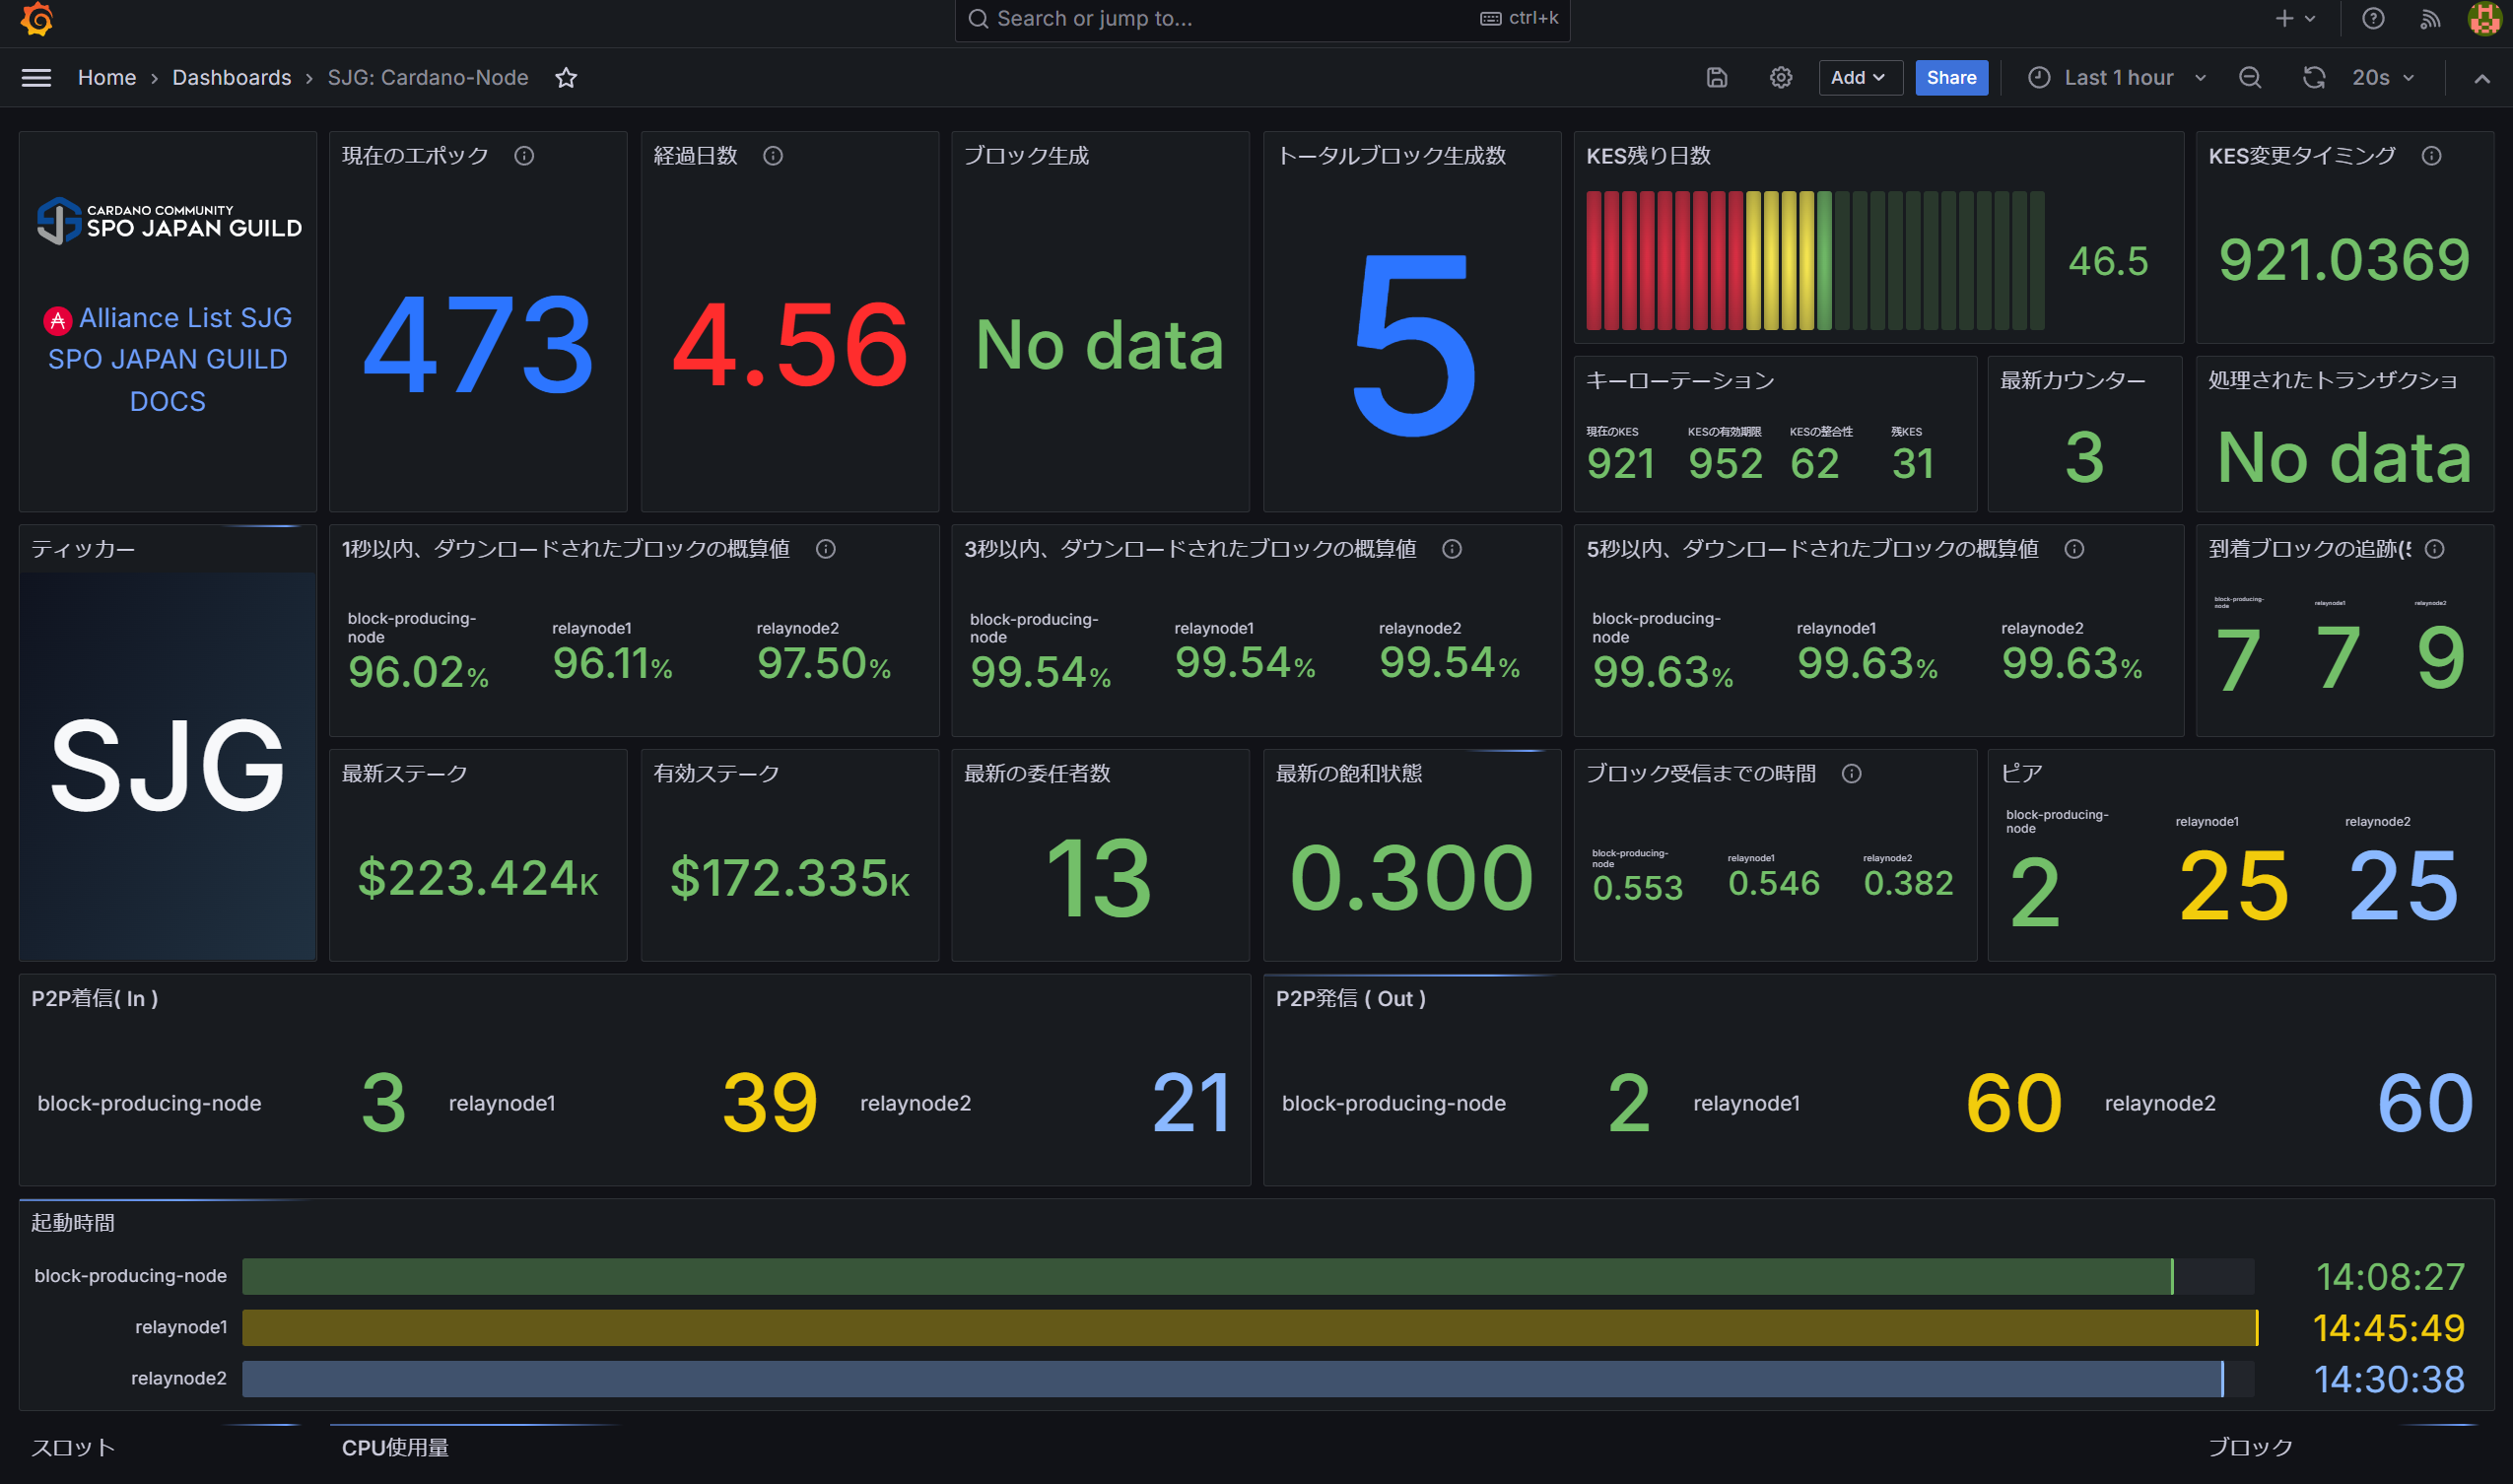 Search or jump to...
ctrl+k
Home › Dashboards › SJG: Cardano-Node
Add
Share
Last 1 hour
20s
CARDANO COMMUNITY
SPO JAPAN GUILD
Alliance List SJG
SPO JAPAN GUILD
DOCS
現在のエポック
473
経過日数
4.56
ブロック生成
No data
トータルブロック生成数
5
KES残り日数
46.5
KES変更タイミング
921.0369
キーローテーション
現在のKES
921
KESの有効期限
952
KESの整合性
62
残KES
31
最新カウンター
3
処理されたトランザクショ
No data
ティッカー
SJG
1秒以内、ダウンロードされたブロックの概算値
block-producing-
node
96.02%
relaynode1
96.11%
relaynode2
97.50%
3秒以内、ダウンロードされたブロックの概算値
block-producing-
node
99.54%
relaynode1
99.54%
relaynode2
99.54%
5秒以内、ダウンロードされたブロックの概算値
block-producing-
node
99.63%
relaynode1
99.63%
relaynode2
99.63%
到着ブロックの追跡(
block-producing-
node
7
relaynode1
7
relaynode2
9
最新ステーク
$223.424K
有効ステーク
$172.335K
最新の委任者数
13
最新の飽和状態
0.300
ブロック受信までの時間
block-producing-
node
0.553
relaynode1
0.546
relaynode2
0.382
ピア
block-producing-
node
2
relaynode1
25
relaynode2
25
P2P着信( In )
block-producing-node
3
relaynode1
39
relaynode2
21
P2P発信 ( Out )
block-producing-node
2
relaynode1
60
relaynode2
60
起動時間
block-producing-node
14:08:27
relaynode1
14:45:49
relaynode2
14:30:38
スロット
CPU使用量
ブロック